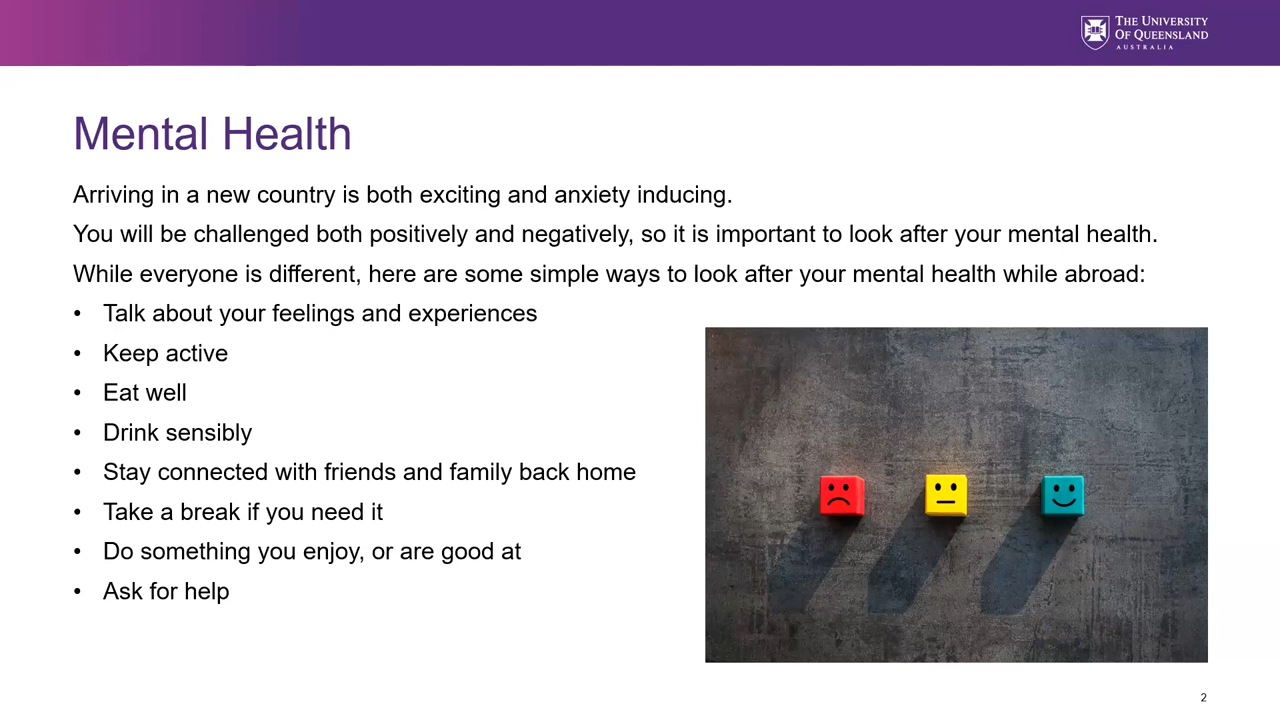 THE UNIVERSITY
OF QUEENSLAND
AUSTRALIA
Mental Health
Arriving in a new country is both exciting and anxiety inducing.
You will be challenged both positively and negatively, so it is important to look after your mental health.
While everyone is different, here are some simple ways to look after your mental health while abroad:
• Talk about your feelings and experiences
• Keep active
• Eat well
• Drink sensibly
• Stay connected with friends and family back home
• Take a break if you need it
• Do something you enjoy, or are good at
• Ask for help
2